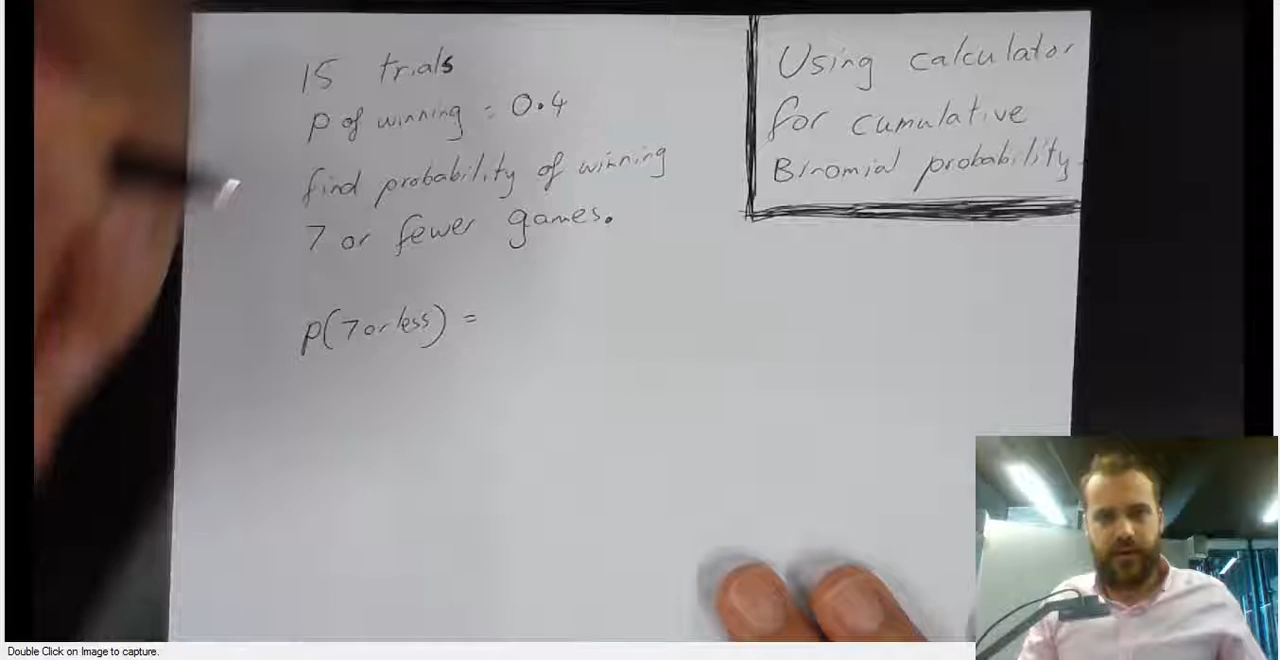 15 trials
p of winning = 0.4
find probability of winning
7 or fewer games.
p(7 or less) =
Using calculator
for cumulative
Binomial probability
Double Click on Image to capture.